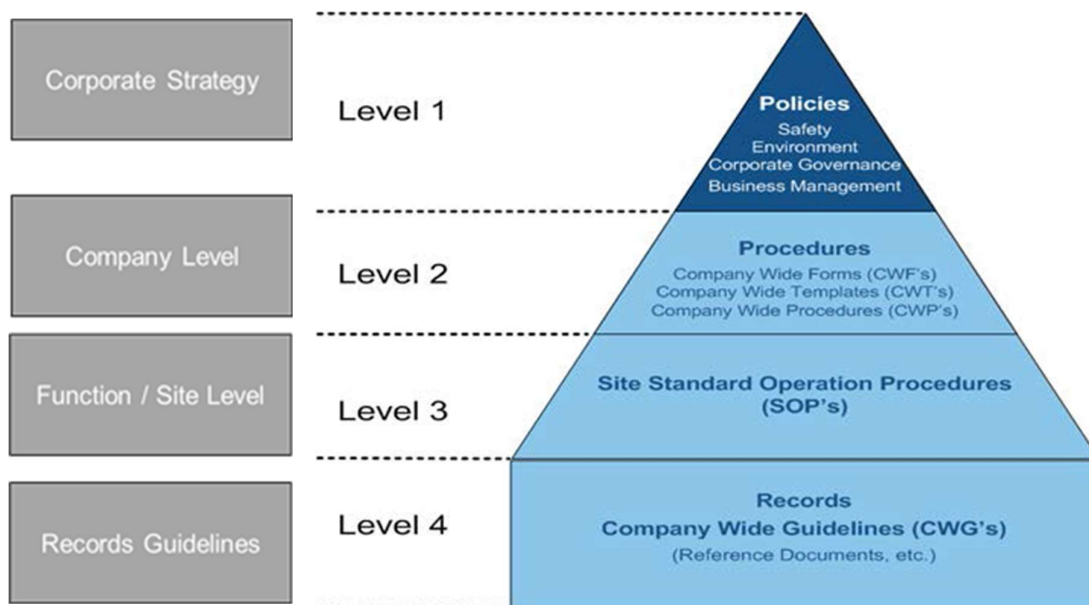 Corporate Strategy
Level 1
Policies
Safety
Environment
Corporate Governance
Business Management
Company Level
Level 2
Procedures
Company Wide Forms (CWF's)
Company Wide Templates (CWT's)
Company Wide Procedures (CWP's)
Function / Site Level
Level 3
Site Standard Operation Procedures
(SOP's)
Records Guidelines
Level 4
Records
Company Wide Guidelines (CWG's)
(Reference Documents, etc.)